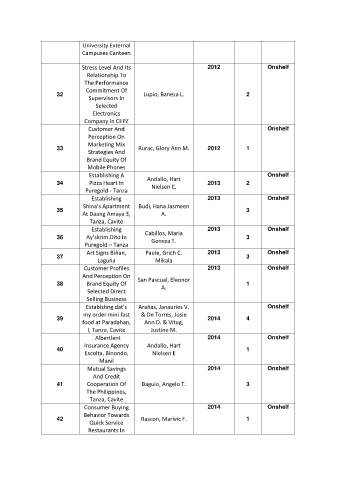 University External
Campuses Canteen
32
Stress Level And Its
Relationship To
The Performance
Commitment Of
Supervisors In
Selected
Electronics
Company In CEPZ
Lupio, Baneza L.
2012
2
Onshelf
33
Customer And
Perception On
Marketing Mix
Strategies And
Brand Equity Of
Mobile Phones
Rurac, Glory Ann M.
2012
1
Onshelf
34
Establishing A
Pizza Heart In
Puregold - Tanza
Andallo, Hart
Nielsen E.
2013
2
Onshelf
35
Establishing
Shina's Apartment
At Daang Amaya 3,
Tanza, Cavite
Budi, Hana Jasmeen
A.
2013
3
Onshelf
36
Establishing
Ay'skrim.Dito In
Puregold – Tanza
Cabillos, Maria
Geneza T.
2013
3
Onshelf
37
Art Signs Biñan,
Laguna
Paule, Grich C.
Mikala
2013
3
Onshelf
38
Customer Profiles
And Perception On
Brand Equity Of
Selected Direct
Selling Business
San Pascual, Eleonor
A.
2013
1
Onshelf
39
Establishng dat's
my order mini fast
food at Paradahan,
I, Tanza, Cavite
Arañas, Janauries V.
& De Torres, Josie
Ann D. & Vitug,
Justine M.
2014
4
Onshelf
40
Albertlent
Insurance Agency
Escolta, Binondo,
Manil
Andallo, Hart
Nielsen E
2014
1
Onshelf
41
Mutual Savings
And Credit
Cooperation Of
The Philippines,
Tanza, Cavite
Baguio, Angelo T.
2014
3
Onshelf
42
Consumer Buying
Behavior Towards
Quick Service
Restaurants In
Bascon, Marivic F.
2014
1
Onshelf